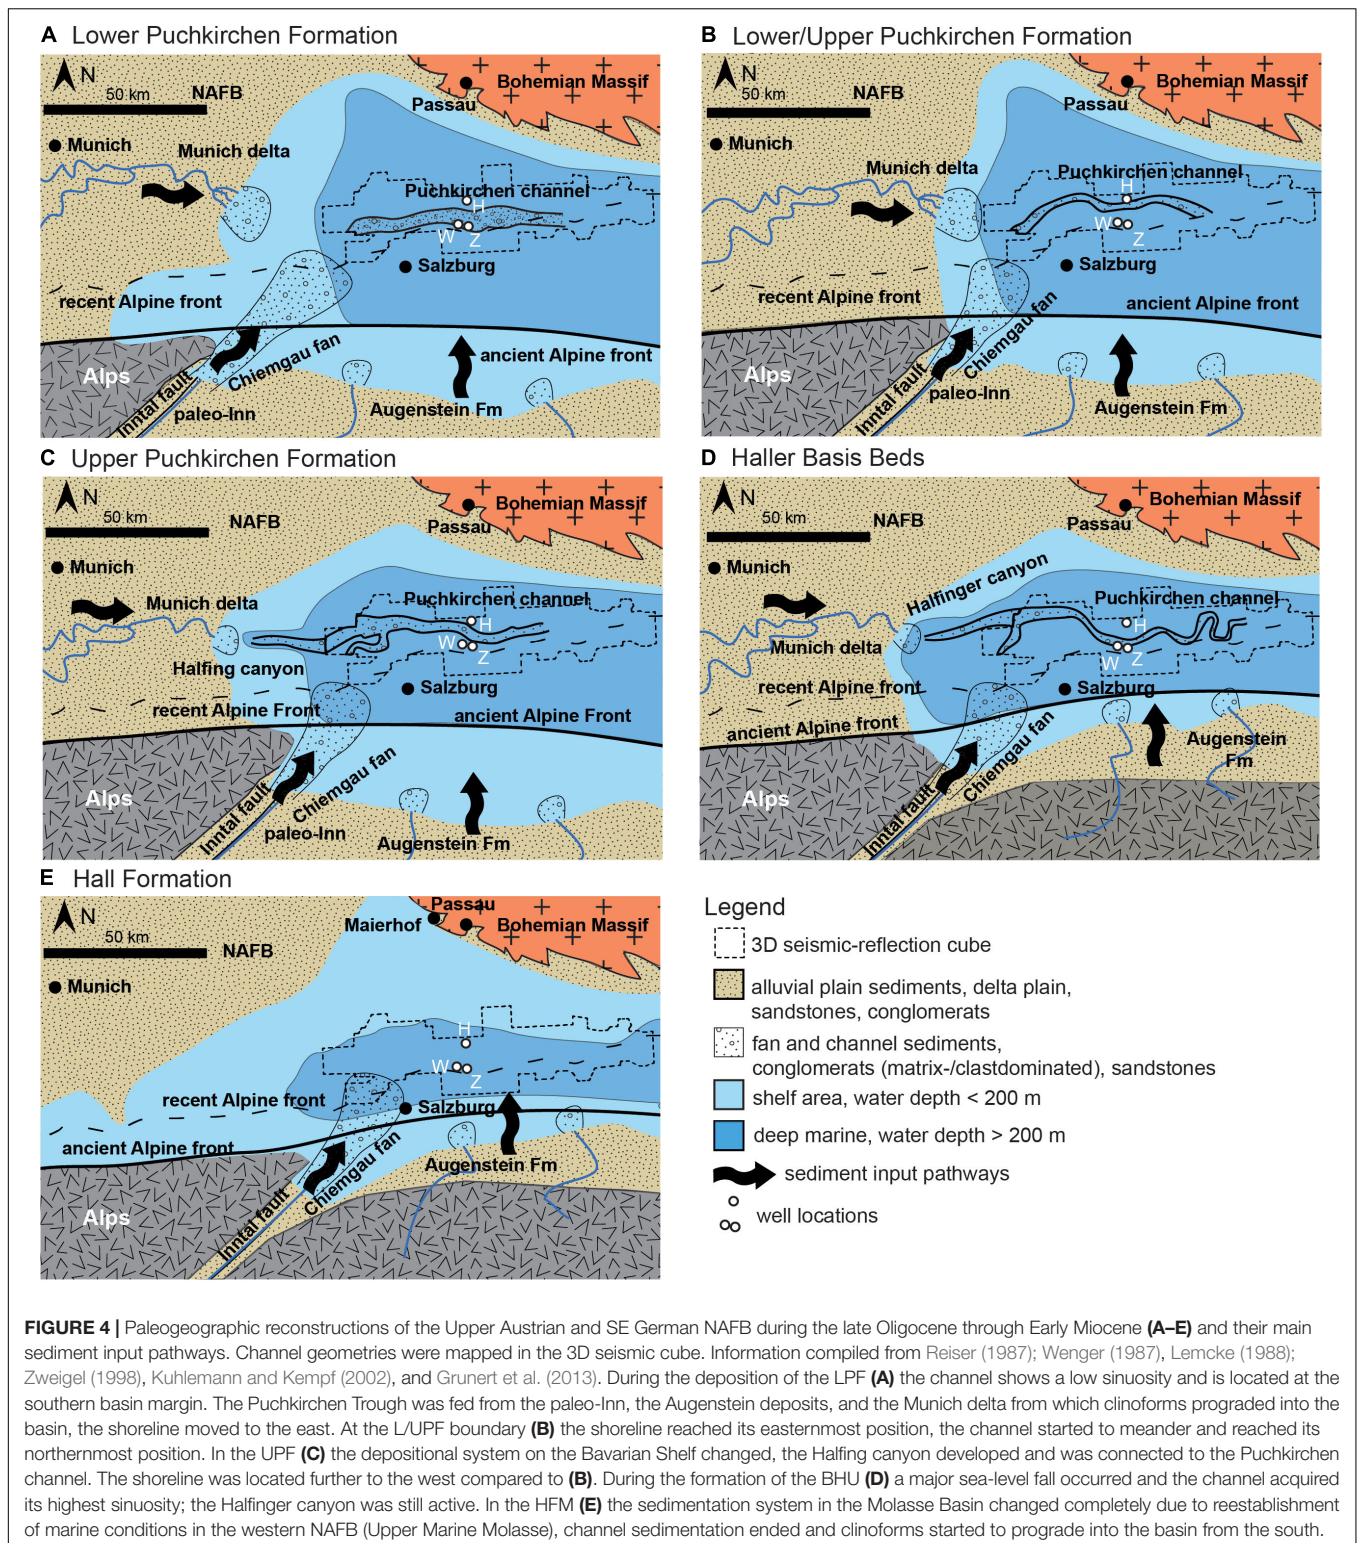 A Lower Puchkirchen Formation
N
50 km
NAFB
Bohemian Massif
Passau
Munich
Munich delta
Puchkirchen channel
H
W
Z
Salzburg
recent Alpine front
ancient Alpine front
Alps
Chiemgau fan
Inntal fault
paleo-Inn
Augenstein Fm
B Lower/Upper Puchkirchen Formation
N
50 km
NAFB
Bohemian Massif
Passau
Munich
Munich delta
Puchkirchen channel
H
W
Z
Salzburg
recent Alpine front
ancient Alpine front
Alps
Chiemgau fan
Inntal fault
paleo-Inn
Augenstein Fm
C Upper Puchkirchen Formation
N
50 km
NAFB
Bohemian Massif
Passau
Munich
Munich delta
Puchkirchen channel
H
W
Z
Halfing canyon
Salzburg
recent Alpine Front
ancient Alpine Front
Alps
Chiemgau fan
Inntal fault
paleo-Inn
Augenstein Fm
D Haller Basis Beds
N
50 km
NAFB
Bohemian Massif
Passau
Munich
Halfinger canyon
Puchkirchen channel
H
Munich delta
W
Z
recent Alpine front
Salzburg
ancient Alpine front
Augenstein
Fm
Alps
Chiemgau fan
Inntal fault
E Hall Formation
N
50 km
NAFB
Passau
Maierhof
Bohemian Massif
Munich
H
W
Z
recent Alpine front
Salzburg
ancient Alpine front
Chiemgau fan
Augenstein Fm
Alps
Inntal fault
Legend
3D seismic-reflection cube
alluvial plain sediments, delta plain,
sandstones, conglomerats
fan and channel sediments,
conglomerats (matrix-/clastdominated), sandstones
shelf area, water depth < 200 m
deep marine, water depth > 200 m
sediment input pathways
well locations
FIGURE 4 | Paleogeographic reconstructions of the Upper Austrian and SE German NAFB during the late Oligocene through Early Miocene (A–E) and their main
sediment input pathways. Channel geometries were mapped in the 3D seismic cube. Information compiled from Reiser (1987); Wenger (1987), Lemcke (1988);
Zweigel (1998), Kuhlemann and Kempf (2002), and Grunert et al. (2013). During the deposition of the LPF (A) the channel shows a low sinuosity and is located at the
southern basin margin. The Puchkirchen Trough was fed from the paleo-Inn, the Augenstein deposits, and the Munich delta from which clinoforms prograded into the
basin, the shoreline moved to the east. At the L/UPF boundary (B) the shoreline reached its easternmost position, the channel started to meander and reached its
northernmost position. In the UPF (C) the depositional system on the Bavarian Shelf changed, the Halfing canyon developed and was connected to the Puchkirchen
channel. The shoreline was located further to the west compared to (B). During the formation of the BHU (D) a major sea-level fall occurred and the channel acquired
its highest sinuosity; the Halfinger canyon was still active. In the HFM (E) the sedimentation system in the Molasse Basin changed completely due to reestablishment
of marine conditions in the western NAFB (Upper Marine Molasse), channel sedimentation ended and clinoforms started to prograde into the basin from the south.